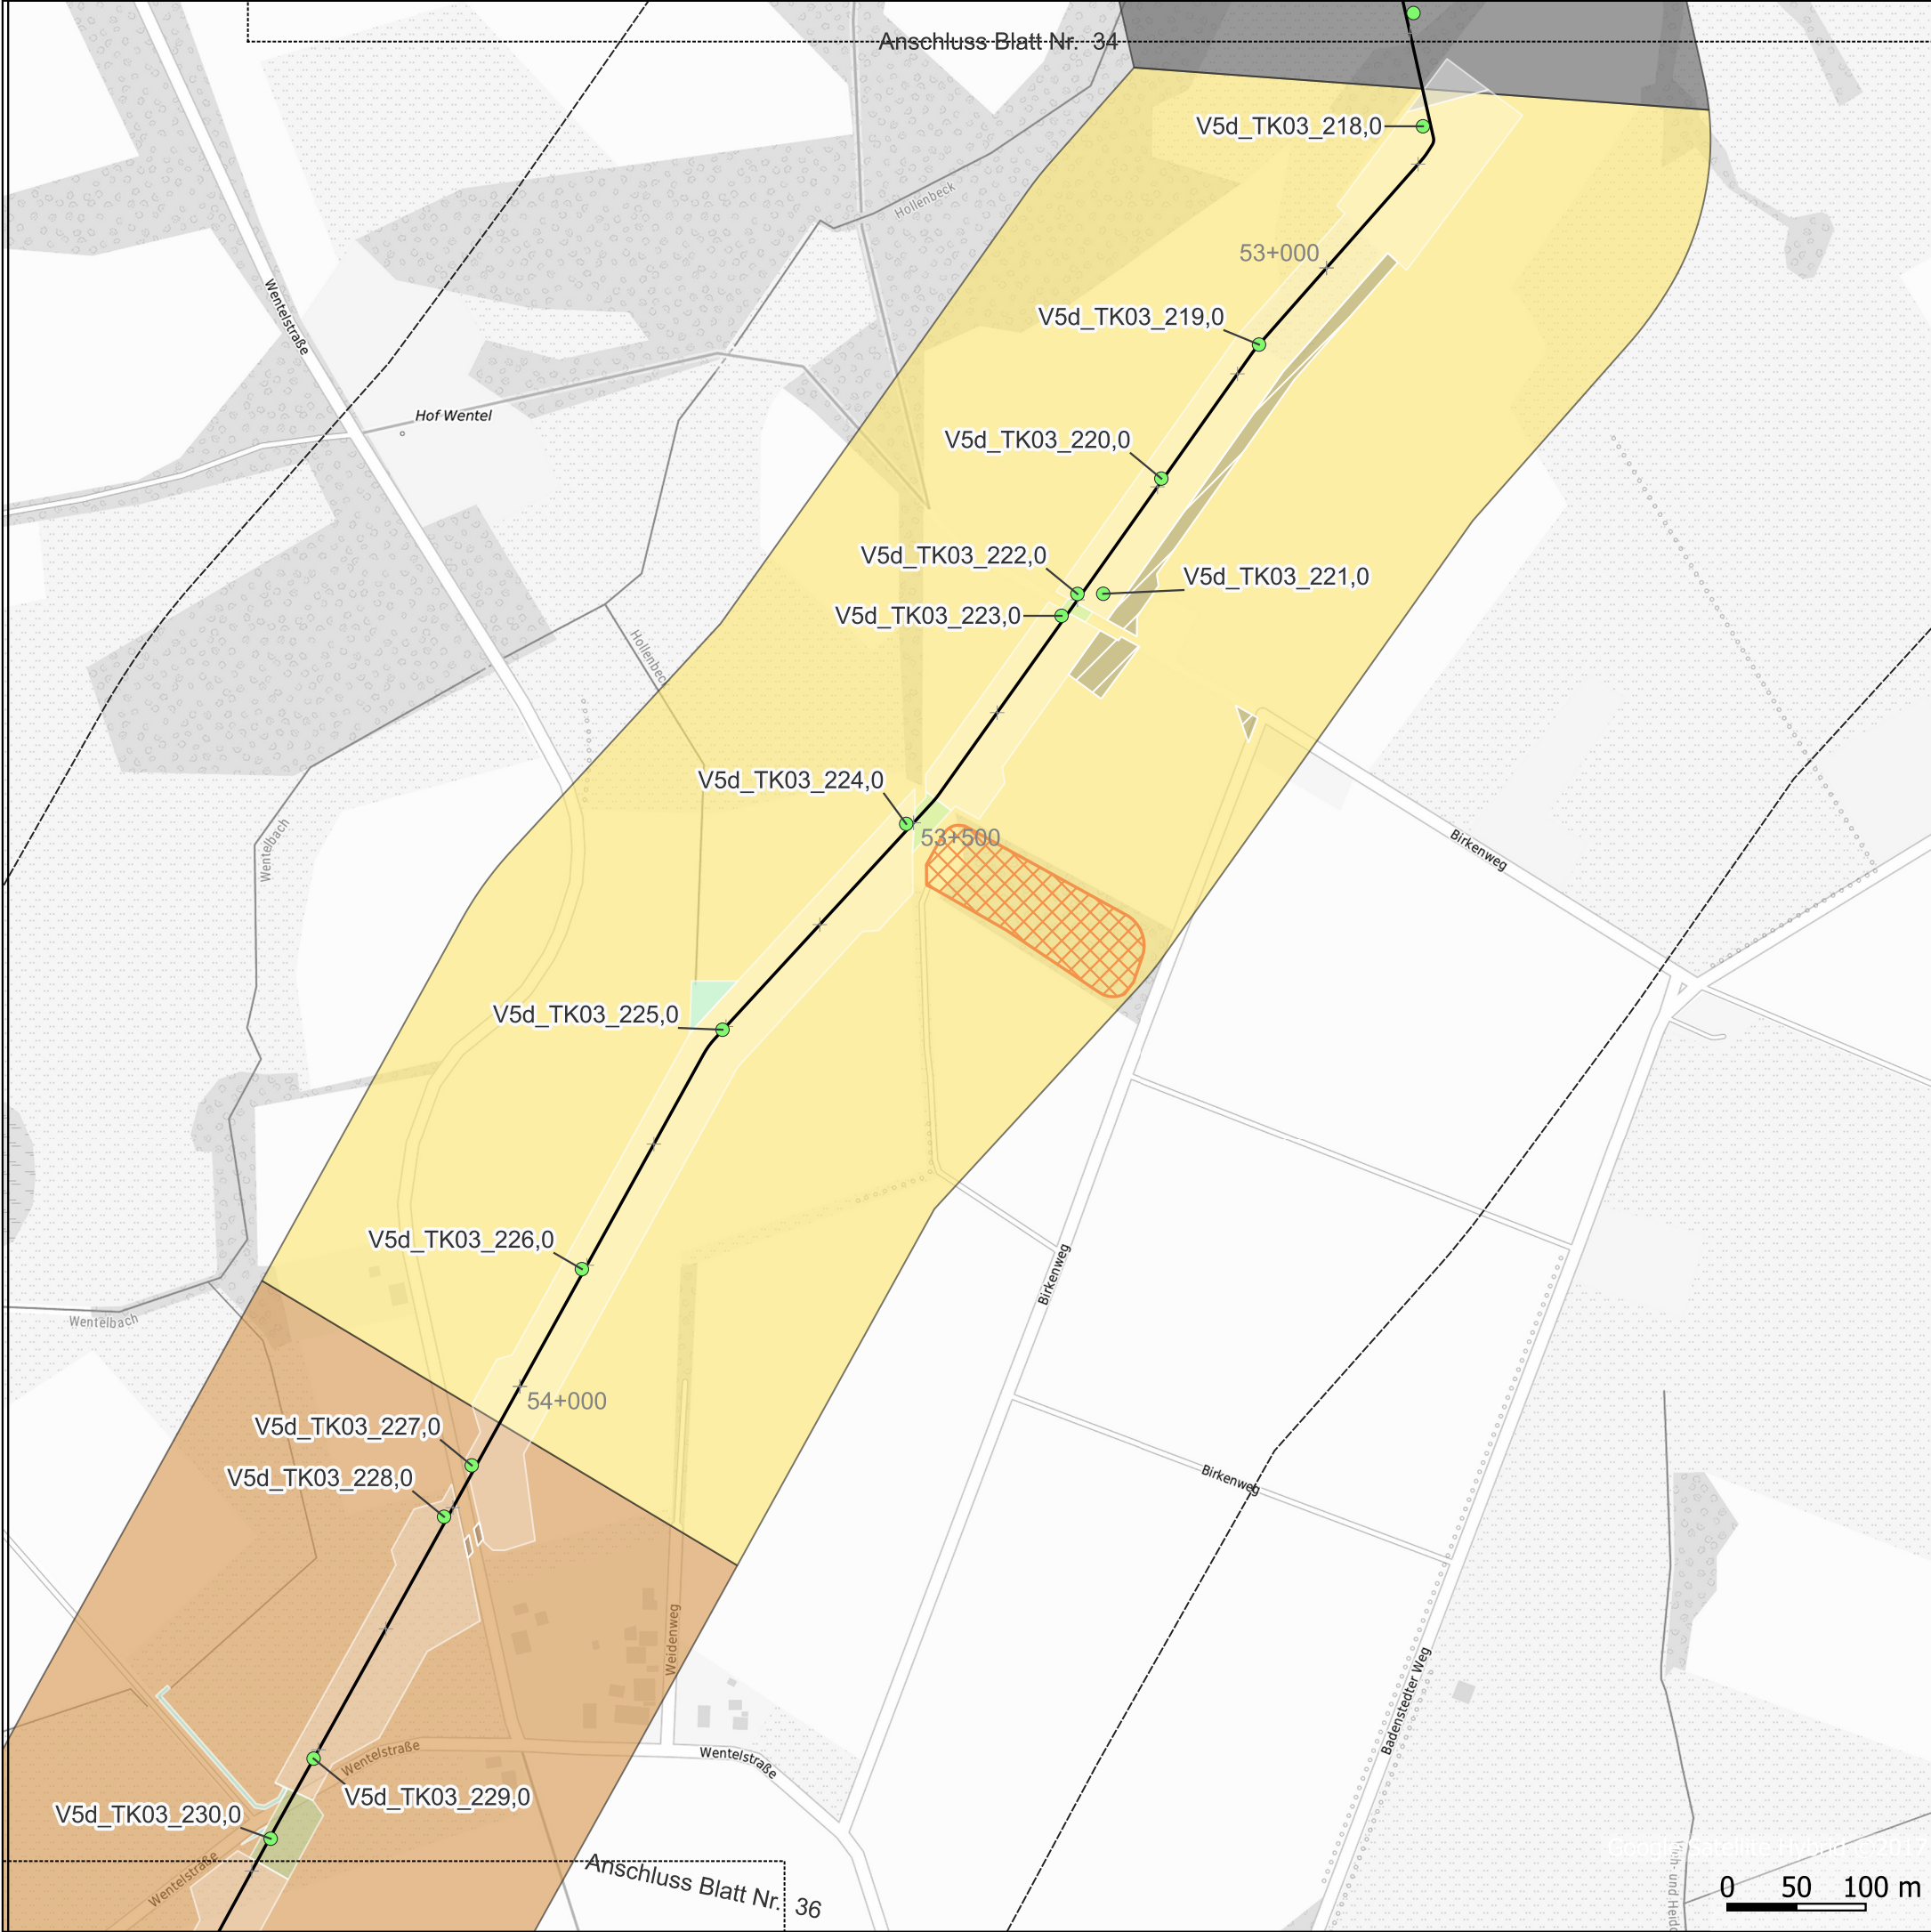 Anschluss Blatt Nr. 34
V5d_TK03_218,0
Hollenbeck
53+000
Wentelstraße
V5d_TK03_219,0
Hof Wentel
V5d_TK03_220,0
V5d_TK03_222,0
V5d_TK03_221,0
V5d_TK03_223,0
Hollenbeck
V5d_TK03_224,0
53+500
Wentelbach
Birkenweg
V5d_TK03_225,0
V5d_TK03_226,0
Birkenweg
Wentelbach
54+000
V5d_TK03_227,0
V5d_TK03_228,0
Birkenweg
Weidenweg
Badenstedter Weg
Wentelstraße
Wentelstraße
V5d_TK03_229,0
V5d_TK03_230,0
Wentelstraße
Anschluss Blatt Nr. 36
0 50 100 m